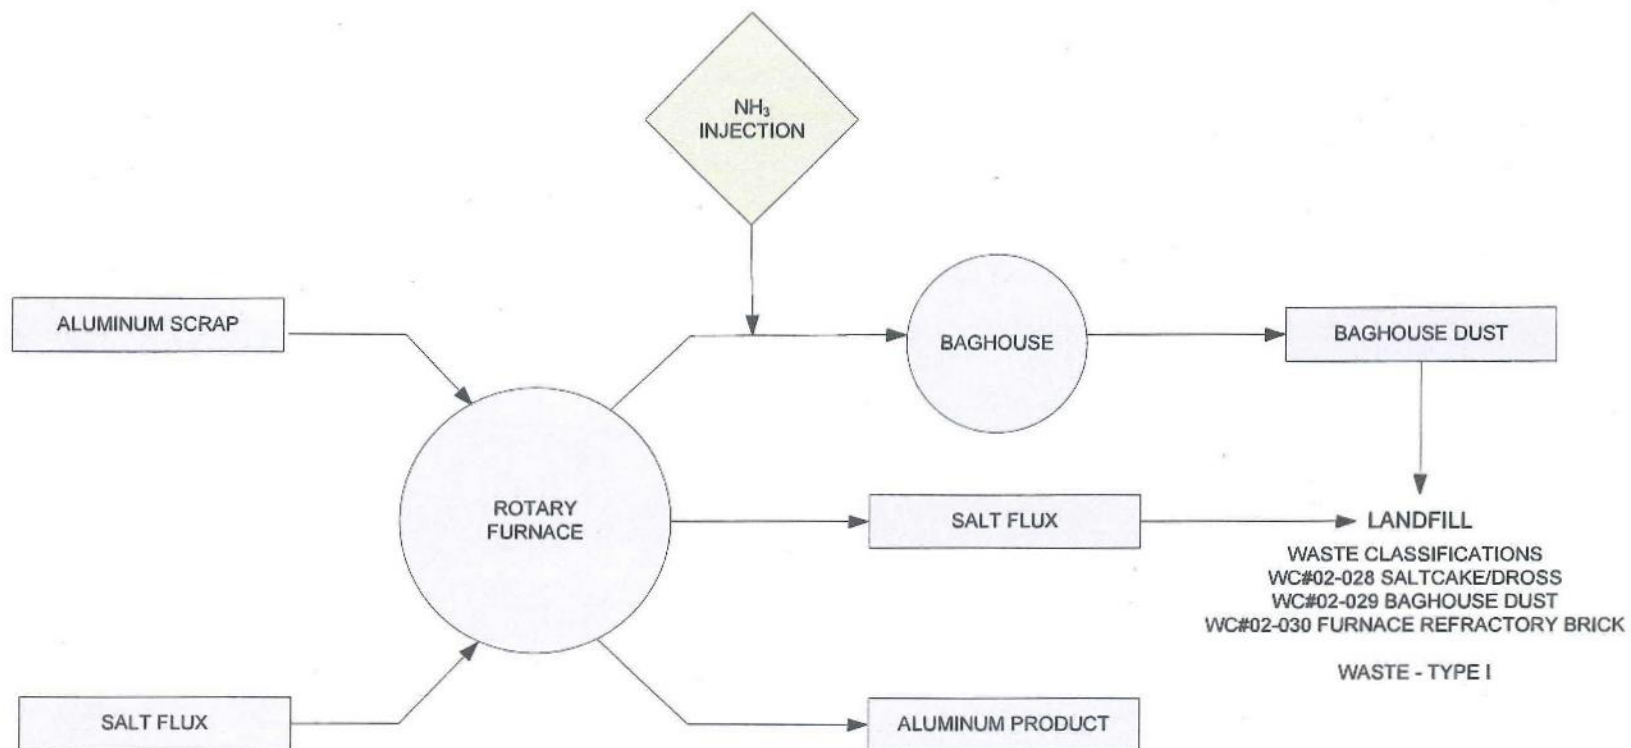 NH₃
INJECTION
ALUMINUM SCRAP
BAGHOUSE
BAGHOUSE DUST
ROTARY
FURNACE
SALT FLUX
LANDFILL
WASTE CLASSIFICATIONS
WC#02-028 SALTCAKE/DROSS
WC#02-029 BAGHOUSE DUST
WC#02-030 FURNACE REFRACTORY BRICK
WASTE - TYPE I
SALT FLUX
ALUMINUM PRODUCT